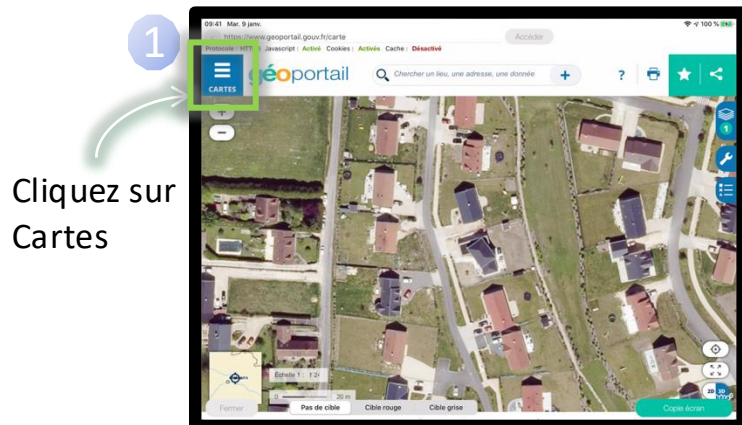 1
Cliquez sur
Cartes
09:41 Mar. 9 janv.
100 %
https://www.geoportail.gouv.fr/carte
Accéder
Protocole : HTTPS Javascript : Activé Cookies : Activés Cache : Désactivé
CARTES
géoportail
Chercher un lieu, une adresse, une donnée
+
?
+
−
1
Échelle 1 :
0
20 m
2D 3D
Fermer
Pas de cible
Cible rouge
Cible grise
Copie écran